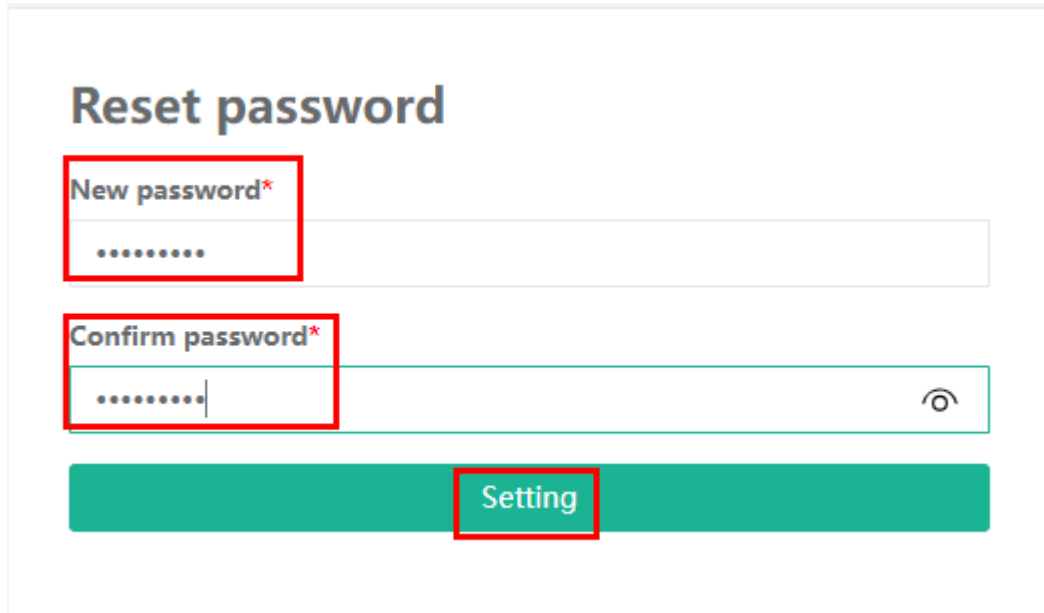 Reset password
New password*
•••••••••
Confirm password*
•••••••••
Setting